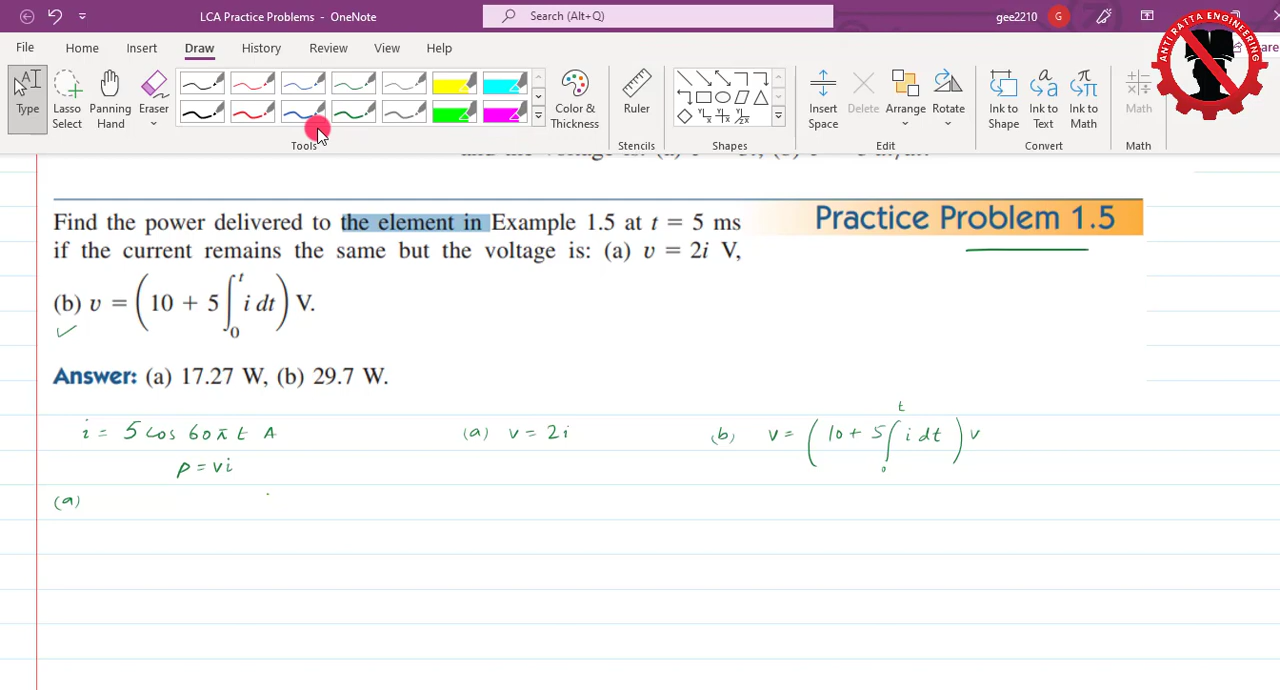 LCA Practice Problems - OneNote
Search (Alt+Q)
gee2210
G
File
Home
Insert
Draw
History
Review
View
Help
ANTI RATTA ENGINEERING
Type
Lasso Select
Panning Hand
Eraser
Color & Thickness
Ruler
Insert Space
Delete
Arrange
Rotate
Ink to Shape
Ink to Text
Ink to Math
Math
Tools
Stencils
Shapes
Edit
Convert
Math
Find the power delivered to the element in Example 1.5 at t = 5 ms
if the current remains the same but the voltage is: (a) v = 2i V,
(b) v = (10 + 5 ∫₀ᵗ i dt) V.
Practice Problem 1.5
Answer: (a) 17.27 W, (b) 29.7 W.
i = 5 cos 60π t A
(a) v = 2i
(b) v = (10 + 5 ∫₀ᵗ i dt) v
p = vi
(a)